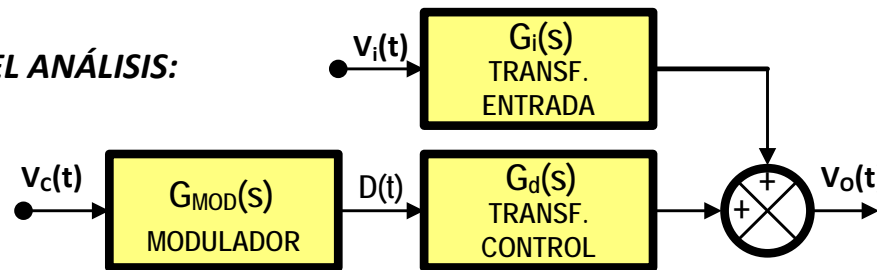 EL ANÁLISIS:
Vi(t)
Gi(s)
TRANSF.
ENTRADA
Vc(t)
GMOD(s)
MODULADOR
D(t)
Gd(s)
TRANSF.
CONTROL
+
+
Vo(t